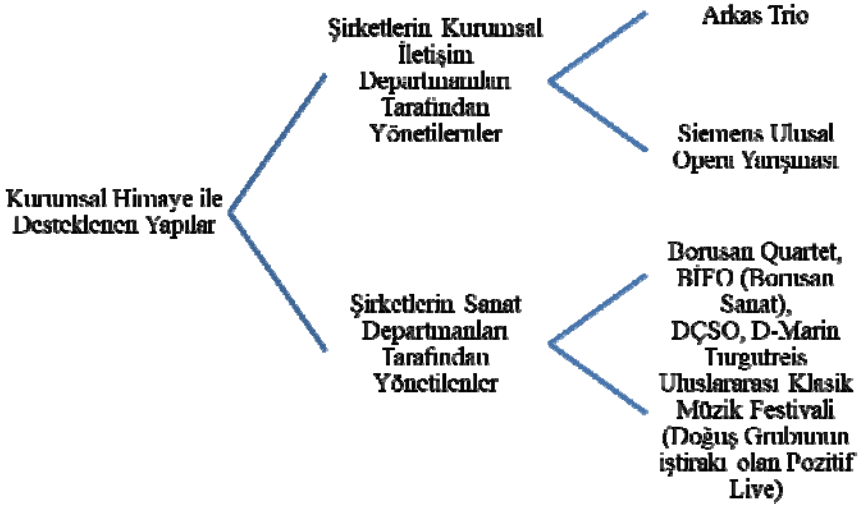 Kurumsal Himaye ile
Desteklenen Yapılar
Şirketlerin Kurumsal
İletişim
Departmanları
Tarafından
Yönetilenler
Arkas Trio
Siemens Ulusal
Opera Yarışması
Şirketlerin Sanat
Departmanları
Tarafından
Yönetilenler
Borusan Quartet,
BİFO (Borusan
Sanat),
DÇSO, D-Marin
Turgutreis
Uluslararası Klasik
Müzik Festivali
(Doğuş Grubunun
iştirakı olan Pozitif
Live)